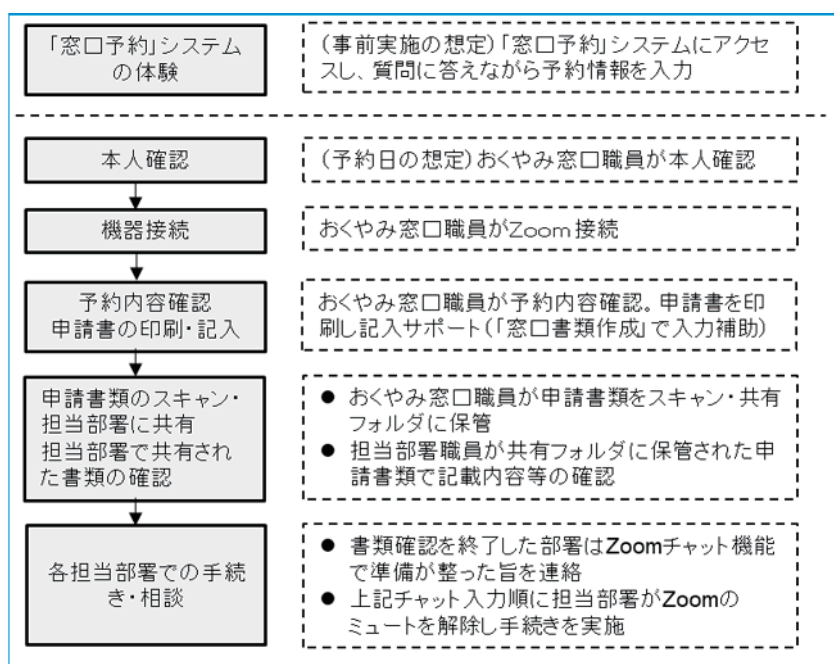 「窓口予約」システム
の体験
(事前実施の想定)「窓口予約」システムにアクセ
スし、質問に答えながら予約情報を入力
本人確認
(予約日の想定)おくやみ窓口職員が本人確認
機器接続
おくやみ窓口職員がZoom接続
予約内容確認
申請書の印刷・記入
おくやみ窓口職員が予約内容確認。申請書を印
刷し記入サポート(「窓口書類作成」で入力補助)
申請書類のスキャン・
担当部署に共有
担当部署で共有され
た書類の確認
● おくやみ窓口職員が申請書類をスキャン・共有
フォルダに保管
● 担当部署職員が共有フォルダに保管された申
請書類で記載内容等の確認
各担当部署での手続
き・相談
● 書類確認を終了した部署はZoomチャット機能
で準備が整った旨を連絡
● 上記チャット入力順に担当部署がZoomの
ミュートを解除し手続きを実施